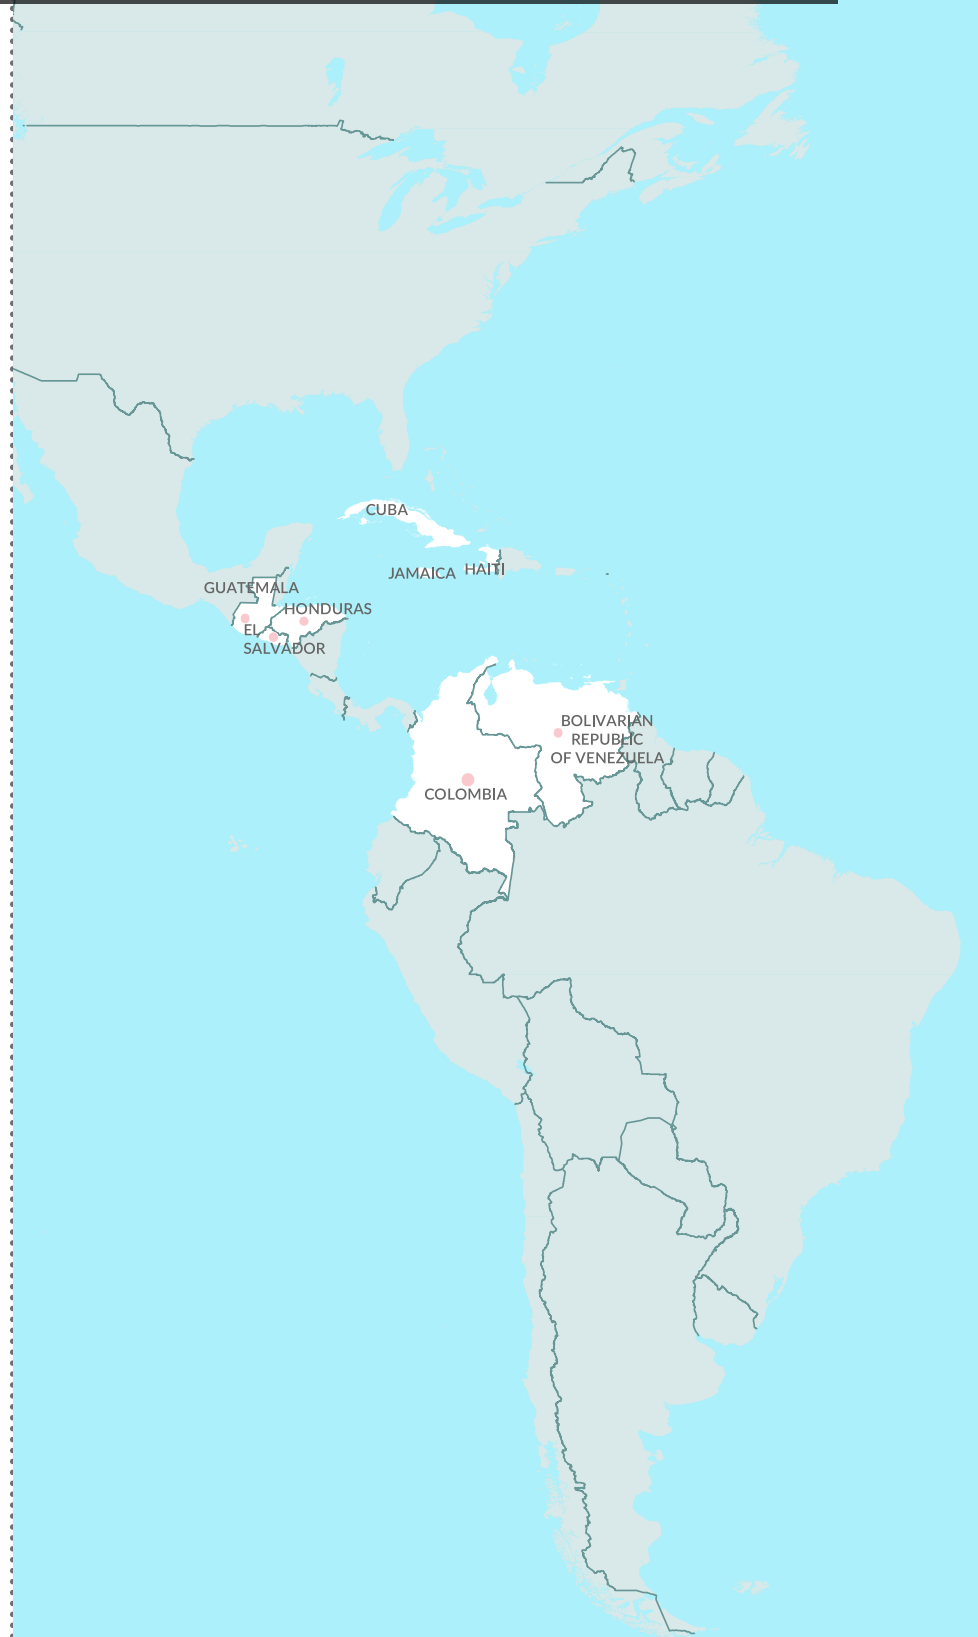 CUBA
JAMAICA
HAITI
GUATEMALA
HONDURAS
EL
SALVADOR
BOLIVARIAN
REPUBLIC
OF VENEZUELA
COLOMBIA